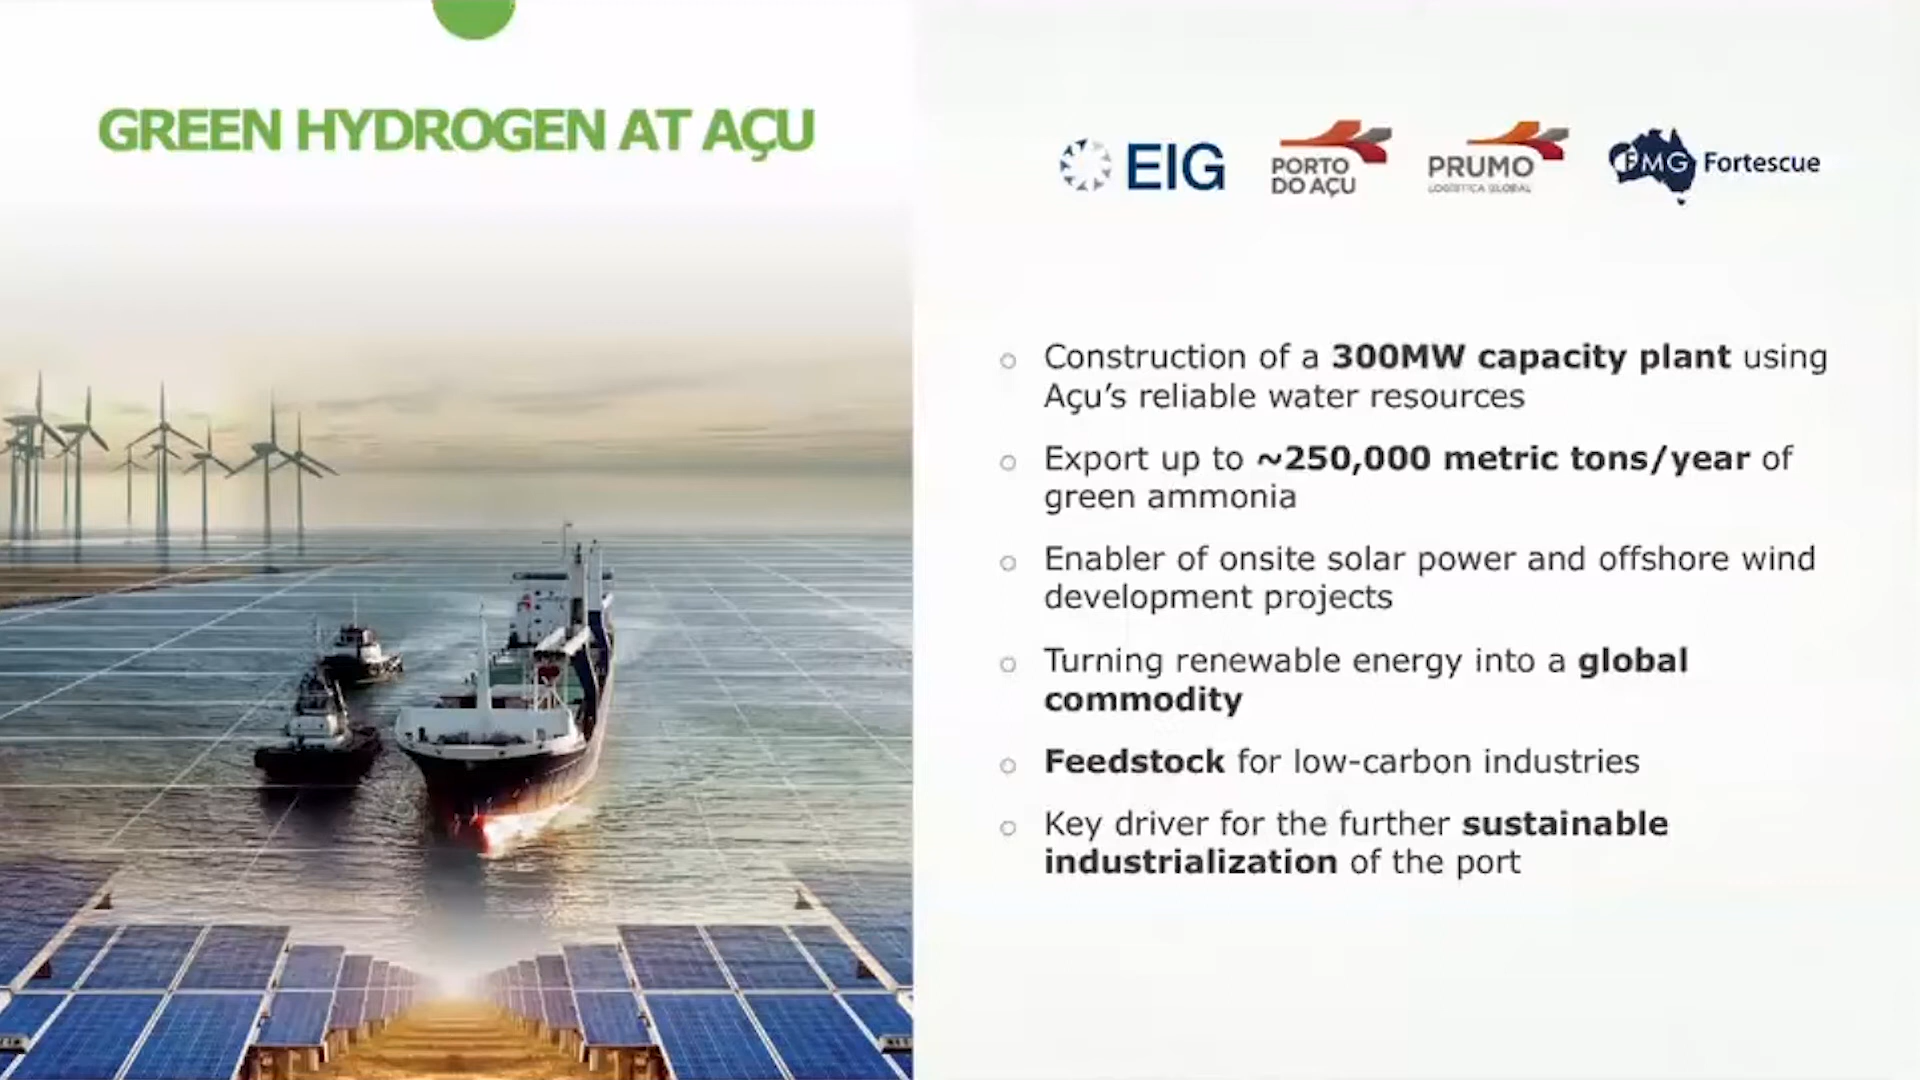 GREEN HYDROGEN AT AÇU
EIG
PORTO
DO AÇU
PRUMO
LOGÍSTICA GLOBAL
FMG Fortescue
Construction of a 300MW capacity plant using
Açu’s reliable water resources
Export up to ~250,000 metric tons/year of
green ammonia
Enabler of onsite solar power and offshore wind
development projects
Turning renewable energy into a global
commodity
Feedstock for low-carbon industries
Key driver for the further sustainable
industrialization of the port